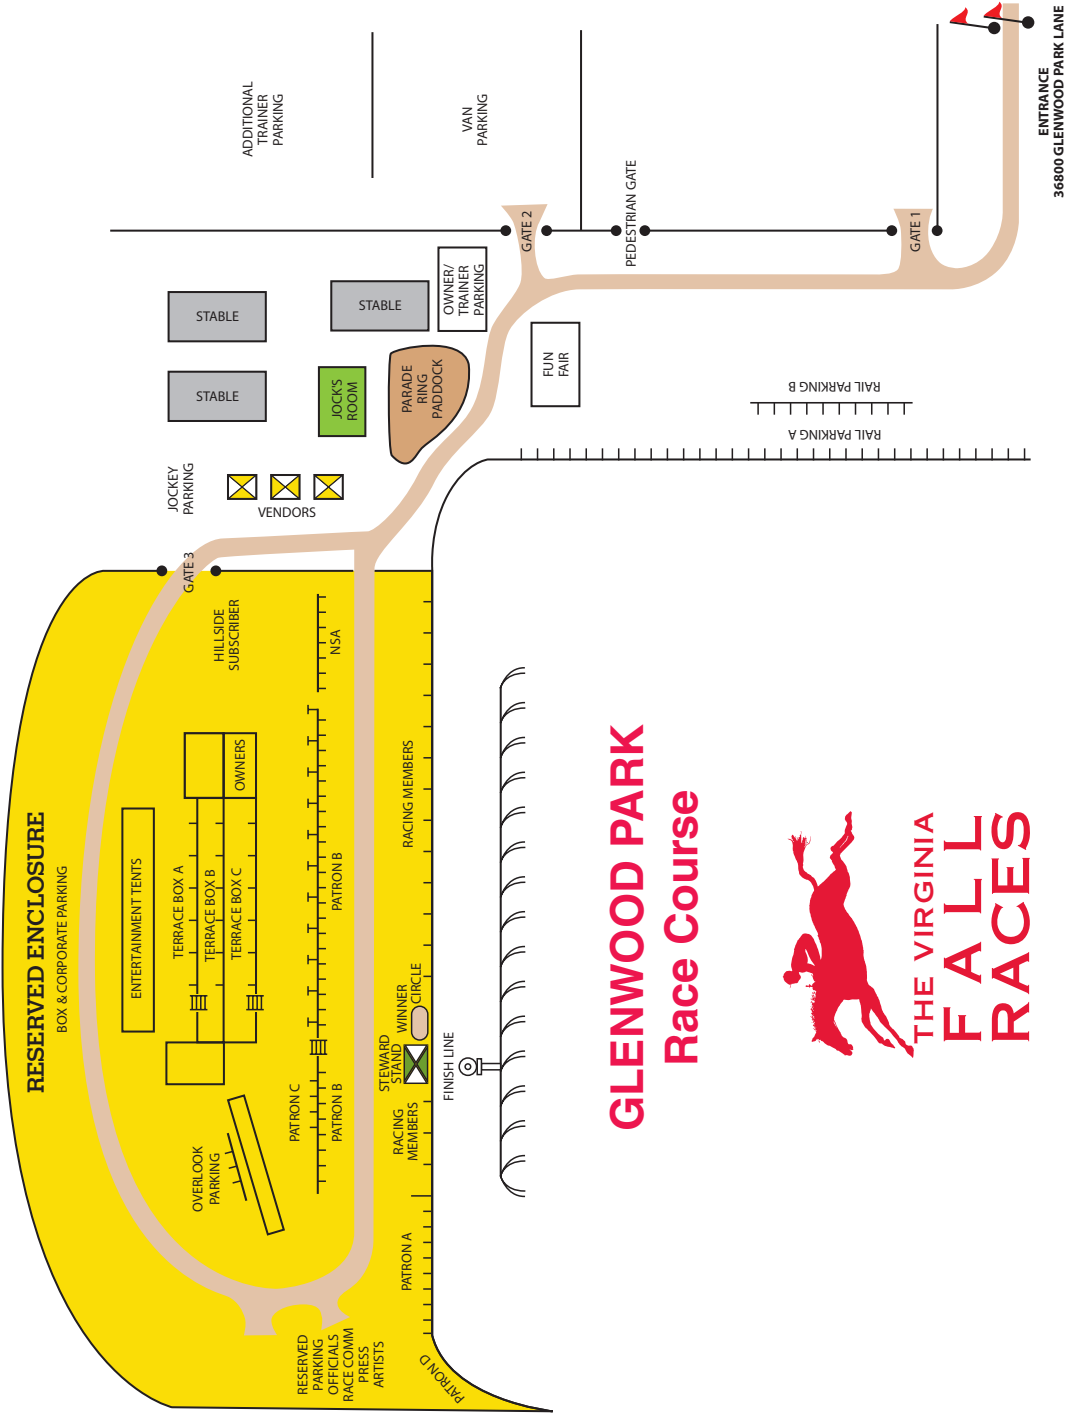 RESERVED ENCLOSURE
BOX & CORPORATE PARKING
ENTERTAINMENT TENTS
TERRACE BOX A
TERRACE BOX B
TERRACE BOX C
OWNERS
HILLSIDE
SUBSCRIBER
NSA
OVERLOOK
PARKING
PATRON C
PATRON B
PATRON B
RACING MEMBERS
RACING
MEMBERS
STEWARD
STAND
WINNER
CIRCLE
FINISH LINE
PATRON A
PATRON D
RESERVED
PARKING
OFFICIALS
RACE COMM
PRESS
ARTISTS
GATE 3
JOCKEY
PARKING
VENDORS
STABLE
STABLE
STABLE
JOCK'S
ROOM
PARADE
RING
PADDOCK
OWNER/
TRAINER
PARKING
FUN
FAIR
ADDITIONAL
TRAINER
PARKING
VAN
PARKING
GATE 2
PEDESTRIAN GATE
GATE 1
ENTRANCE
36800 GLENWOOD PARK LANE
RAIL PARKING B
RAIL PARKING A
GLENWOOD PARK
Race Course
THE VIRGINIA
FALL
RACES